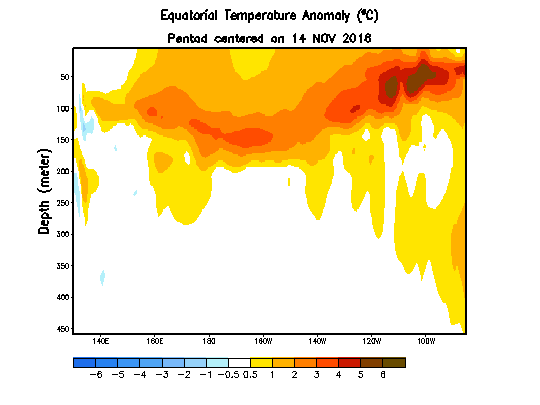 Equatorial Temperature Anomaly (°C)
Pentad centered on 14 NOV 2018
Depth (meter)
50
100
150
200
250
300
350
400
450
140E 160E 180 160W 140W 120W 100W
-6 -5 -4 -3 -2 -1 -0.5 0.5 1 2 3 4 5 6